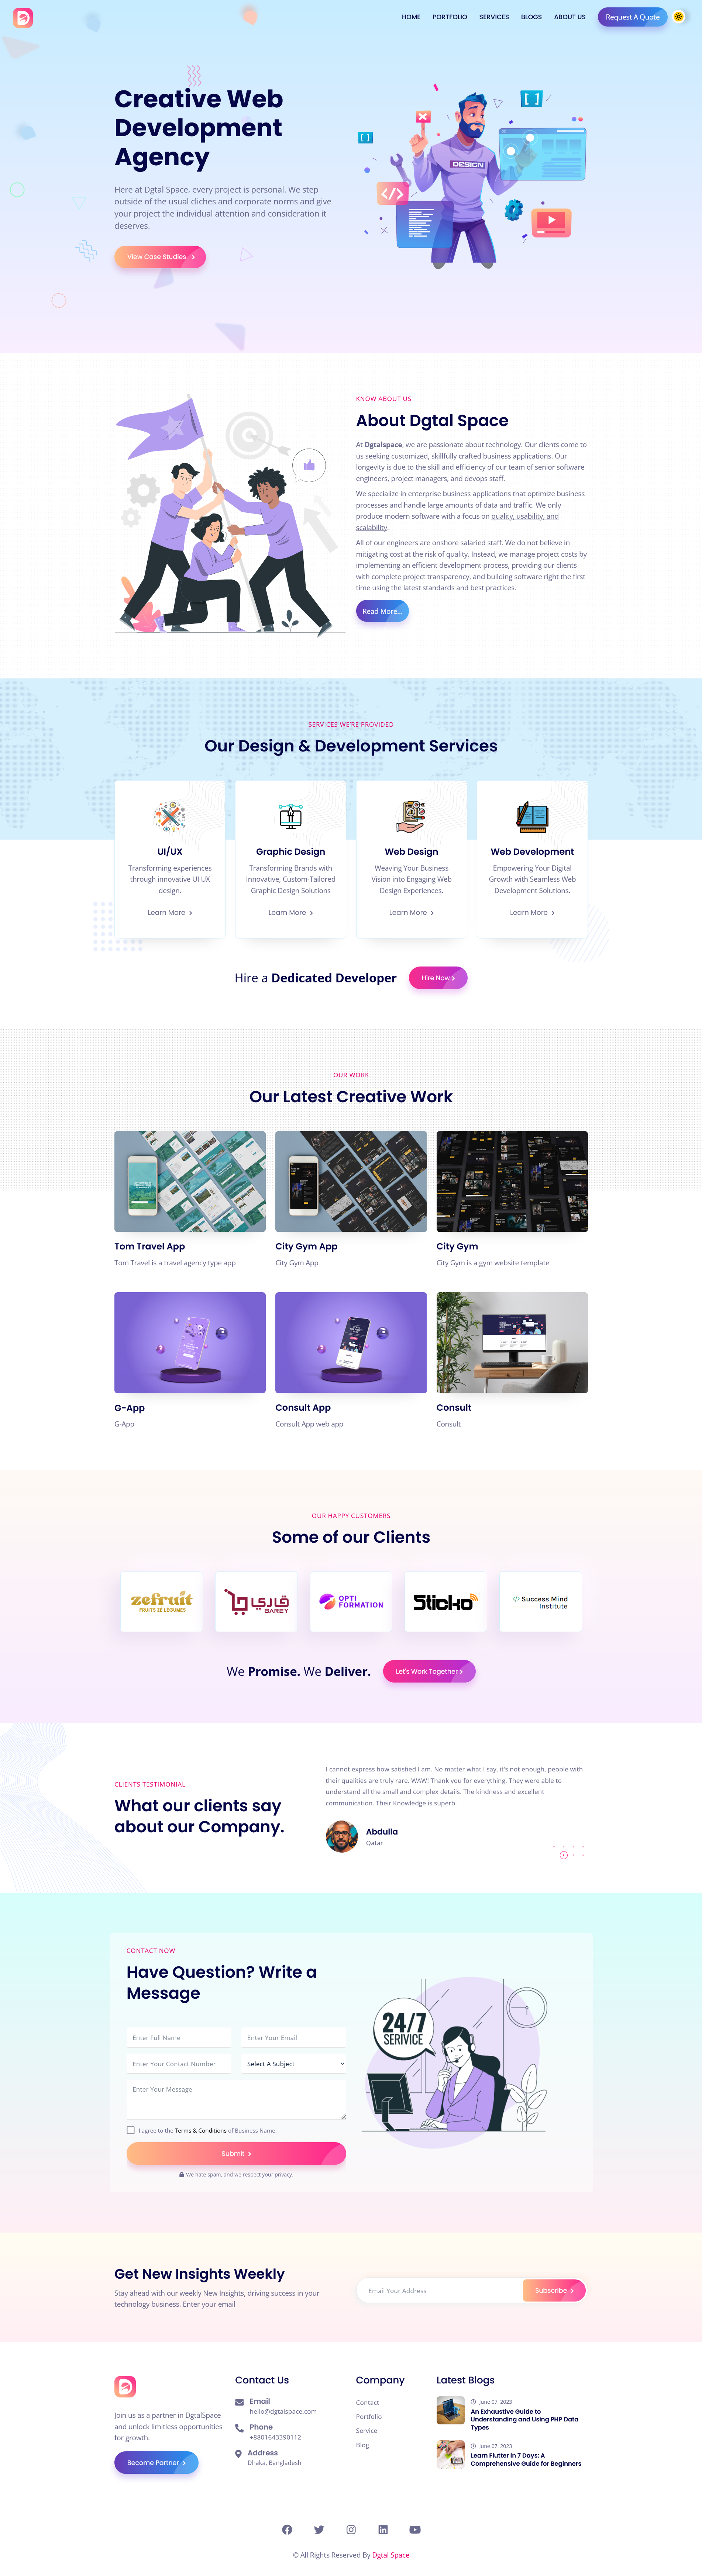 HOME PORTFOLIO SERVICES BLOGS ABOUT US Request A Quote
Creative Web
Development
Agency
Here at Dgtal Space, every project is personal. We step
outside of the usual cliches and corporate norms and give
your project the individual attention and consideration it
deserves.
View Case Studies
DESIGN
KNOW ABOUT US
About Dgtal Space
At Dgtalspace, we are passionate about technology. Our clients come to
us seeking customized, skillfully crafted business applications. Our
longevity is due to the skill and efficiency of our team of senior software
engineers, project managers, and devops staff.
We specialize in enterprise business applications that optimize business
processes and handle large amounts of data and traffic. We only
produce modern software with a focus on quality, usability, and
scalability.
All of our engineers are onshore salaried staff. We do not believe in
mitigating cost at the risk of quality. Instead, we manage project costs by
implementing an efficient development process, providing our clients
with complete project transparency, and building software right the first
time using the latest standards and best practices.
Read More...
SERVICES WE'RE PROVIDED
Our Design & Development Services
UI/UX
Transforming experiences
through innovative UI UX
design.
Learn More
Graphic Design
Transforming Brands with
Innovative, Custom-Tailored
Graphic Design Solutions
Learn More
Web Design
Weaving Your Business
Vision into Engaging Web
Design Experiences.
Learn More
Web Development
Empowering Your Digital
Growth with Seamless Web
Development Solutions.
Learn More
Hire a Dedicated Developer
Hire Now
OUR WORK
Our Latest Creative Work
Tom Travel App
Tom Travel is a travel agency type app
City Gym App
City Gym App
City Gym
City Gym is a gym website template
G-App
G-App
Consult App
Consult App web app
Consult
Consult
OUR HAPPY CUSTOMERS
Some of our Clients
zefruit
FRUITS ZE LÉGUMES
قاري
GAREY
OPTI
FORMATION
Sticko
</> Success Mind
Institute
We Promise. We Deliver.
Let's Work Together
CLIENTS TESTIMONIAL
What our clients say
about our Company.
I cannot express how satisfied I am. No matter what I say, it's not enough, people with
their qualities are truly rare. WAW! Thank you for everything. They were able to
understand all the small and complex details. The kindness and excellent
communication. Their Knowledge is superb.
Abdulla
Qatar
CONTACT NOW
Have Question? Write a
Message
Enter Full Name
Enter Your Email
Enter Your Contact Number
Select A Subject
Enter Your Message
I agree to the Terms & Conditions of Business Name.
Submit
We hate spam, and we respect your privacy.
24/7
SERVICE
Get New Insights Weekly
Stay ahead with our weekly New Insights, driving success in your
technology business. Enter your email
Email Your Address
Subscribe
Join us as a partner in DgtalSpace
and unlock limitless opportunities
for growth.
Become Partner
Contact Us
Email
hello@dgtalspace.com
Phone
+8801643390112
Address
Dhaka, Bangladesh
Company
Contact
Portfolio
Service
Blog
Latest Blogs
June 07, 2023
An Exhaustive Guide to
Understanding and Using PHP Data
Types
June 07, 2023
Learn Flutter in 7 Days: A
Comprehensive Guide for Beginners
© All Rights Reserved By Dgtal Space